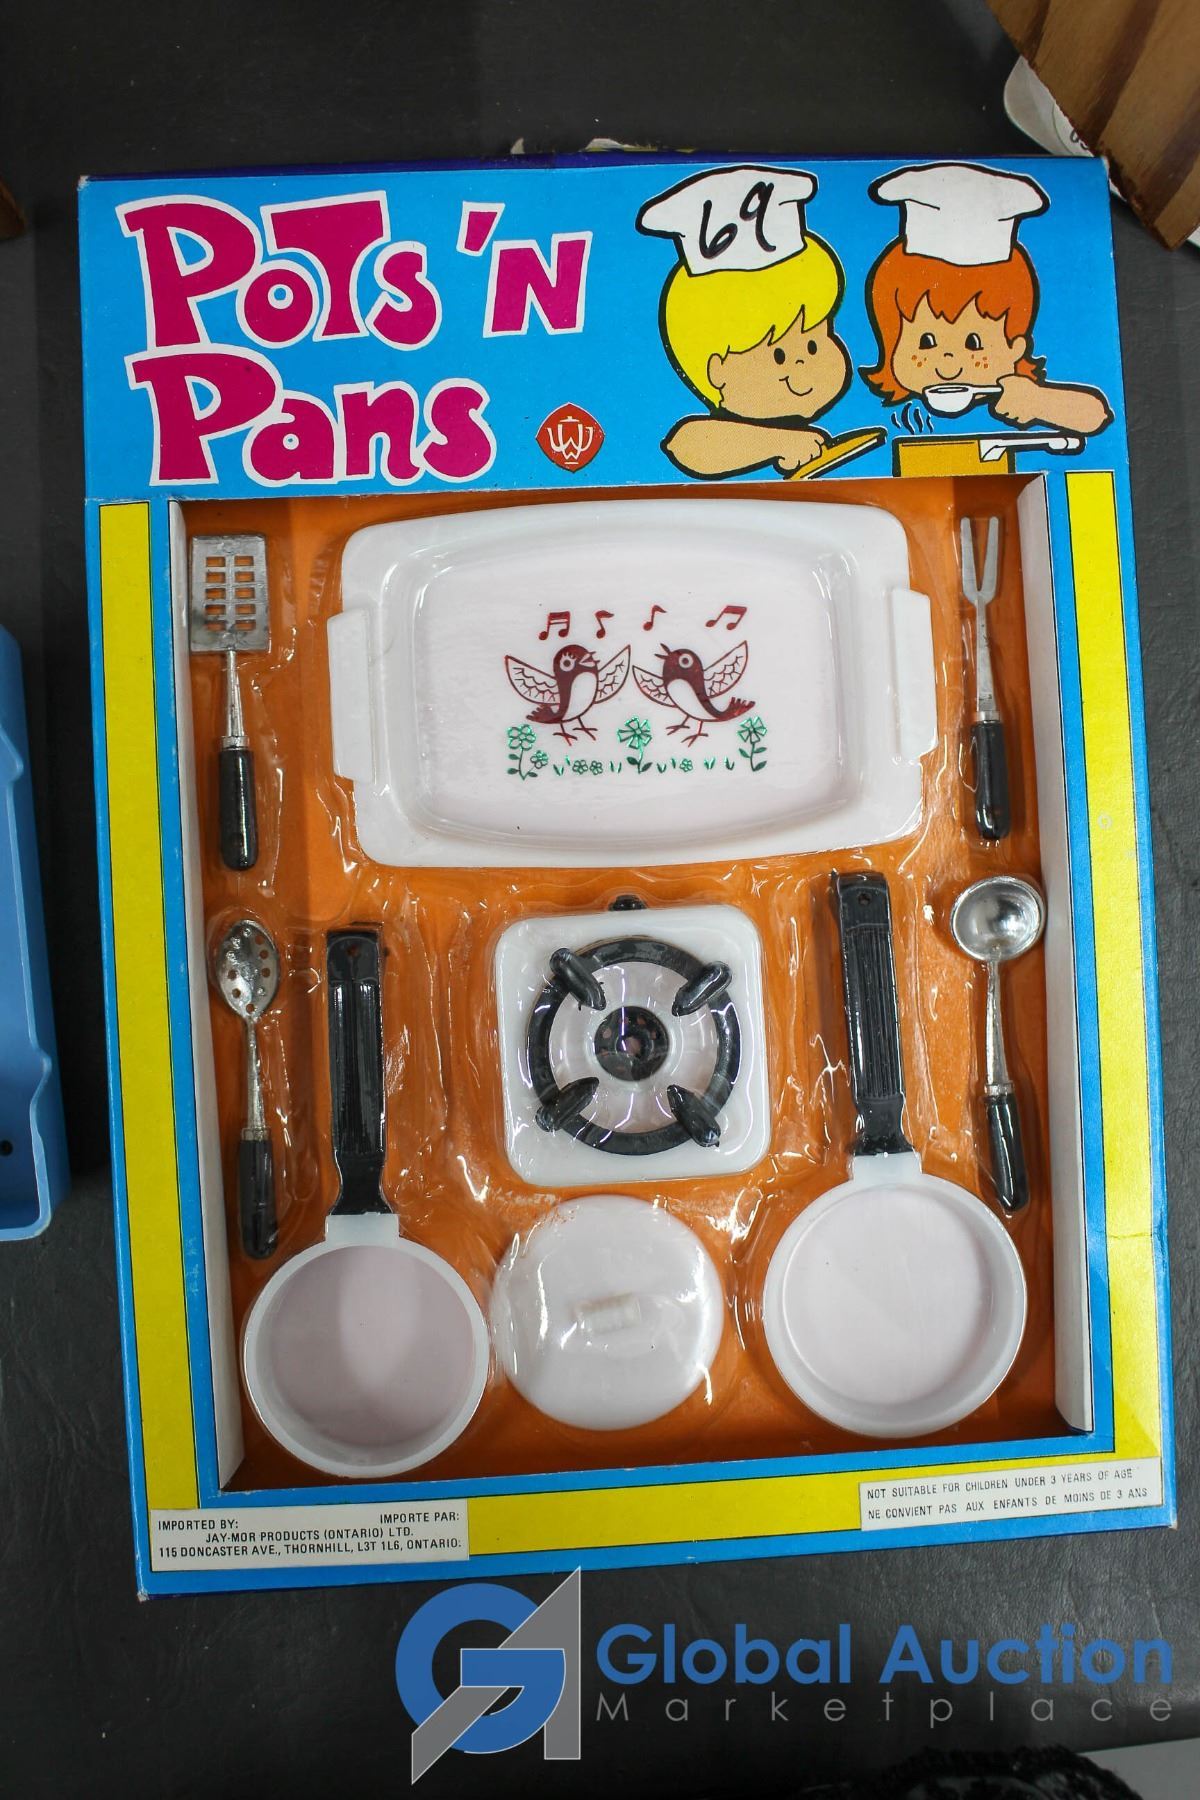 POTS 'N
PANS
69
IMPORTED BY: IMPORTE PAR:
JAY-MOR PRODUCTS (ONTARIO) LTD.
115 DONCASTER AVE., THORNHILL, L3T 1L6, ONTARIO:
NOT SUITABLE FOR CHILDREN UNDER 3 YEARS OF AGE
NE CONVIENT PAS AUX ENFANTS DE MOINS DE 3 ANS
Global Auction
Marketplace